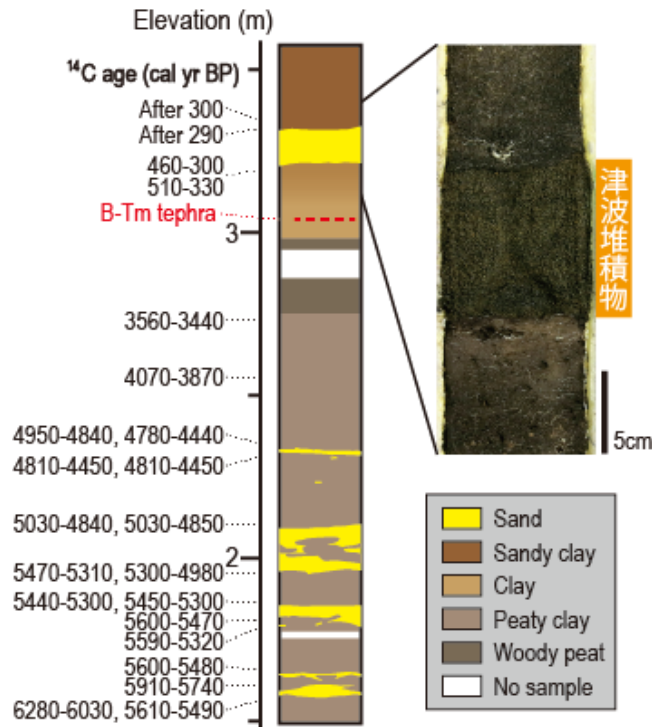 Elevation (m)
¹⁴C age (cal yr BP)
After 300
After 290
460-300
510-330
B-Tm tephra
3
3560-3440
4070-3870
4950-4840, 4780-4440
4810-4450, 4810-4450
5030-4840, 5030-4850
2
5470-5310, 5300-4980
5440-5300, 5450-5300
5600-5470
5590-5320
5600-5480
5910-5740
6280-6030, 5610-5490
津波堆積物
5cm
Sand
Sandy clay
Clay
Peaty clay
Woody peat
No sample